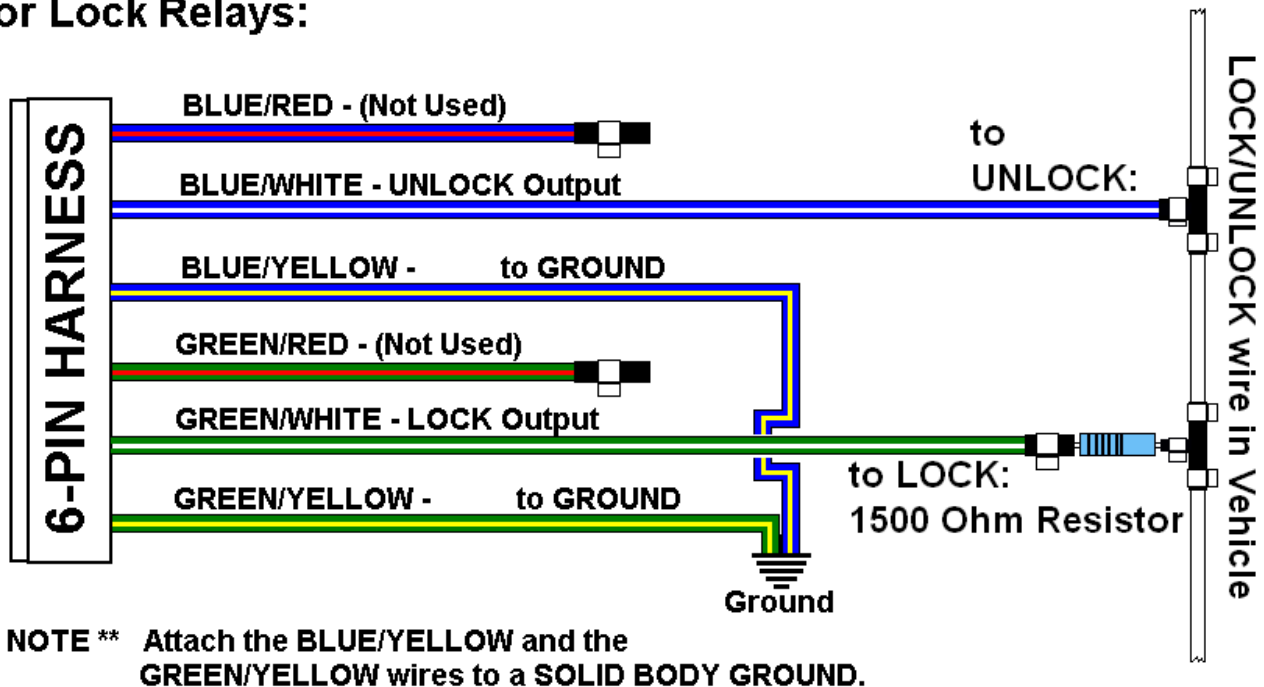 or Lock Relays:
BLUE/RED - (Not Used)
to
UNLOCK:
BLUE/WHITE - UNLOCK Output
BLUE/YELLOW - to GROUND
GREEN/RED - (Not Used)
GREEN/WHITE - LOCK Output
to LOCK:
1500 Ohm Resistor
GREEN/YELLOW - to GROUND
Ground
6-PIN HARNESS
LOCK/UNLOCK wire in Vehicle
NOTE ** Attach the BLUE/YELLOW and the
GREEN/YELLOW wires to a SOLID BODY GROUND.